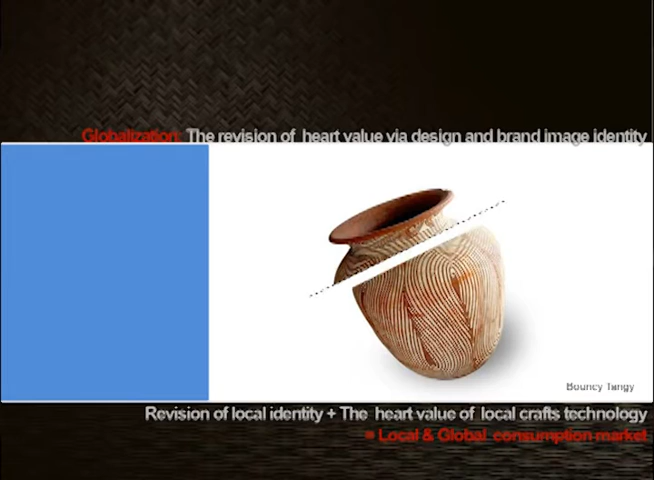 Globalization: The revision of heart value via design and brand image identity
Bouncy Tangy
Revision of local identity + The heart value of local crafts technology
= Local & Global consumption market